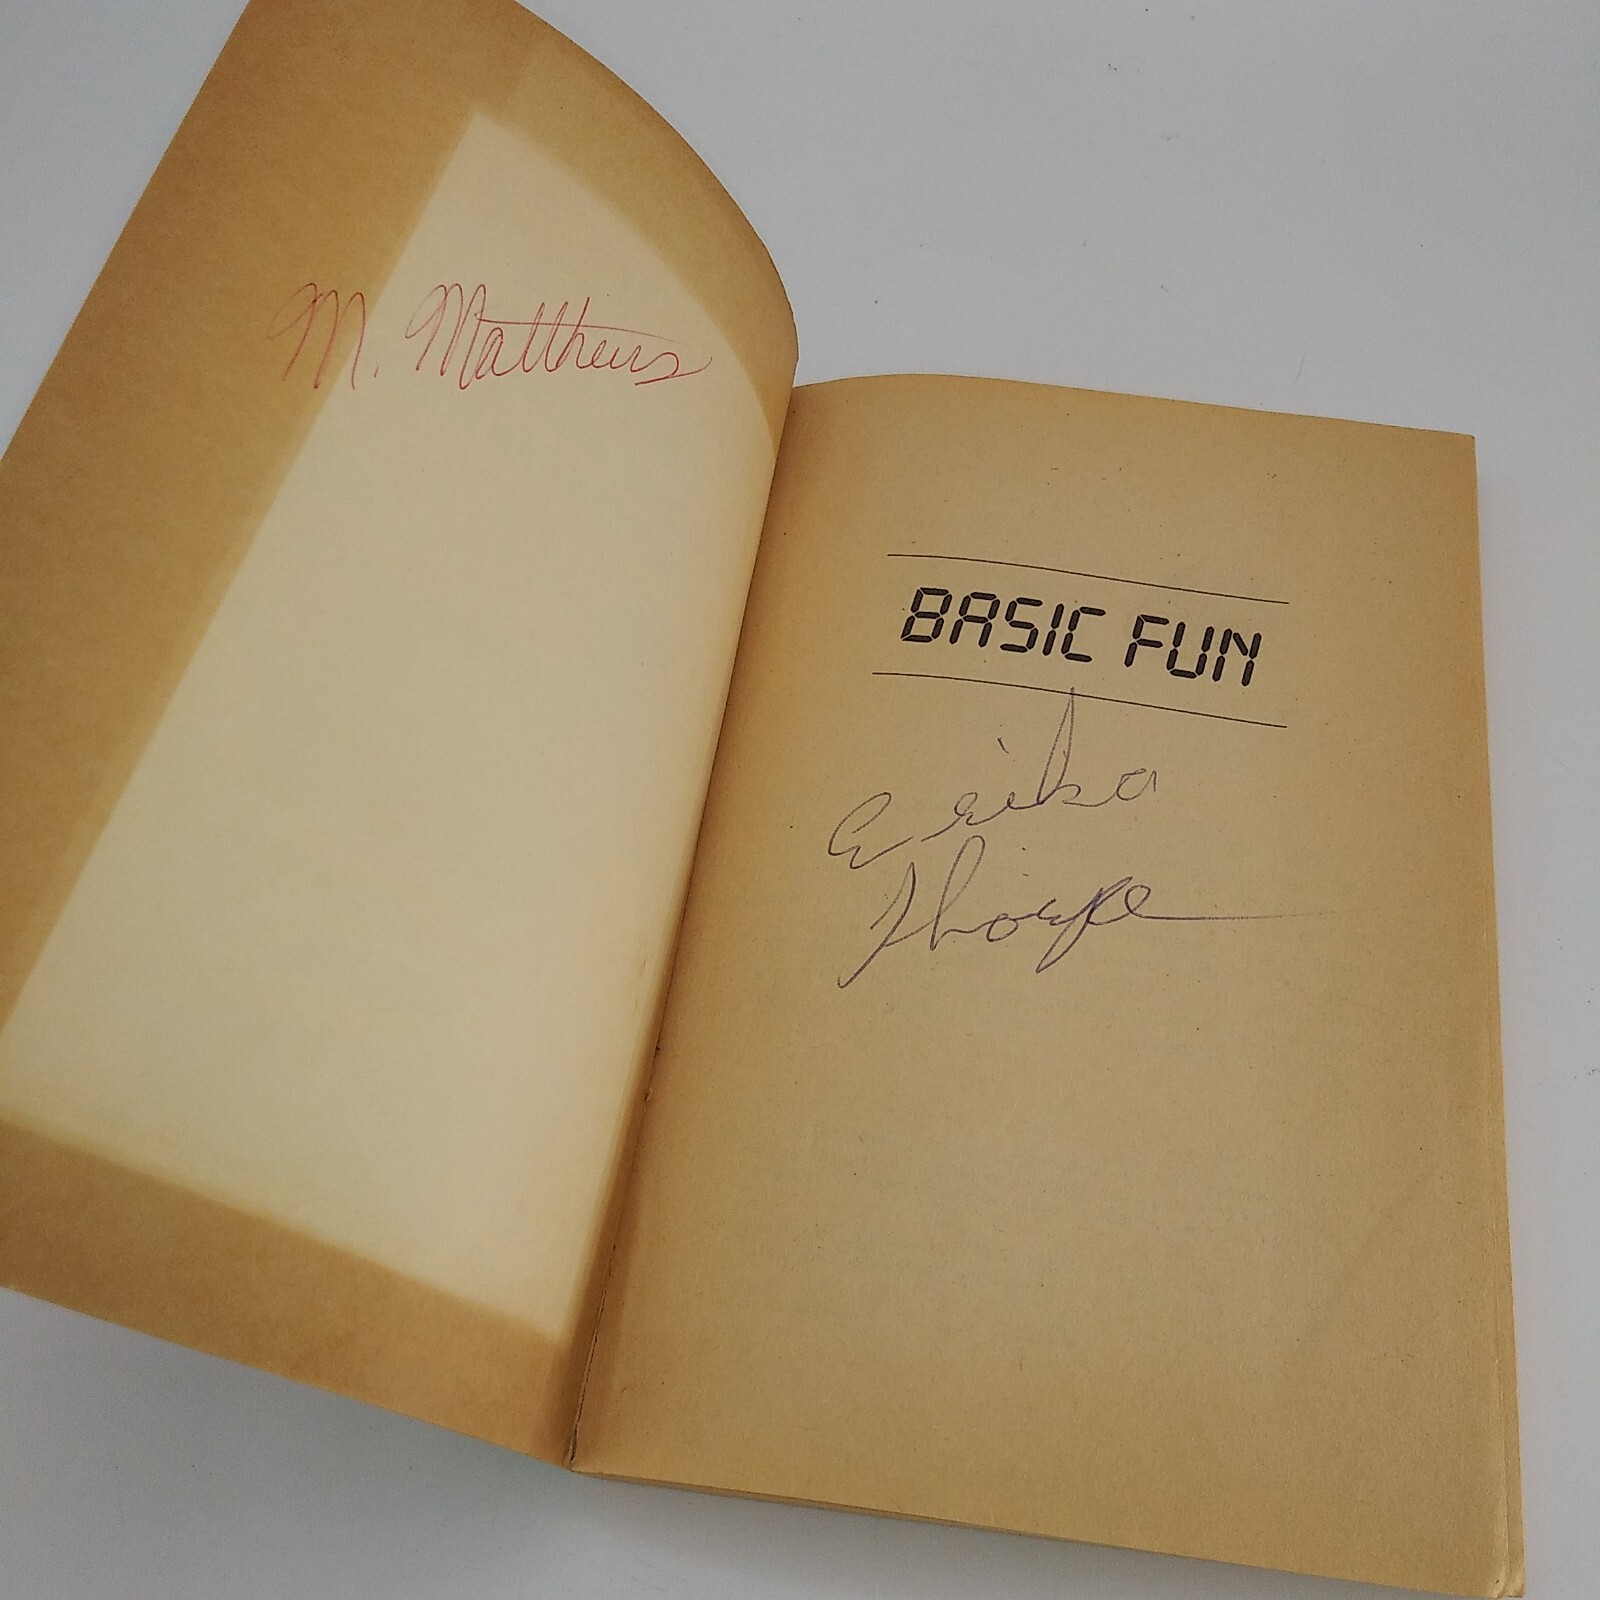 M. Matthews
BASIC FUN
Erika
Thorpe